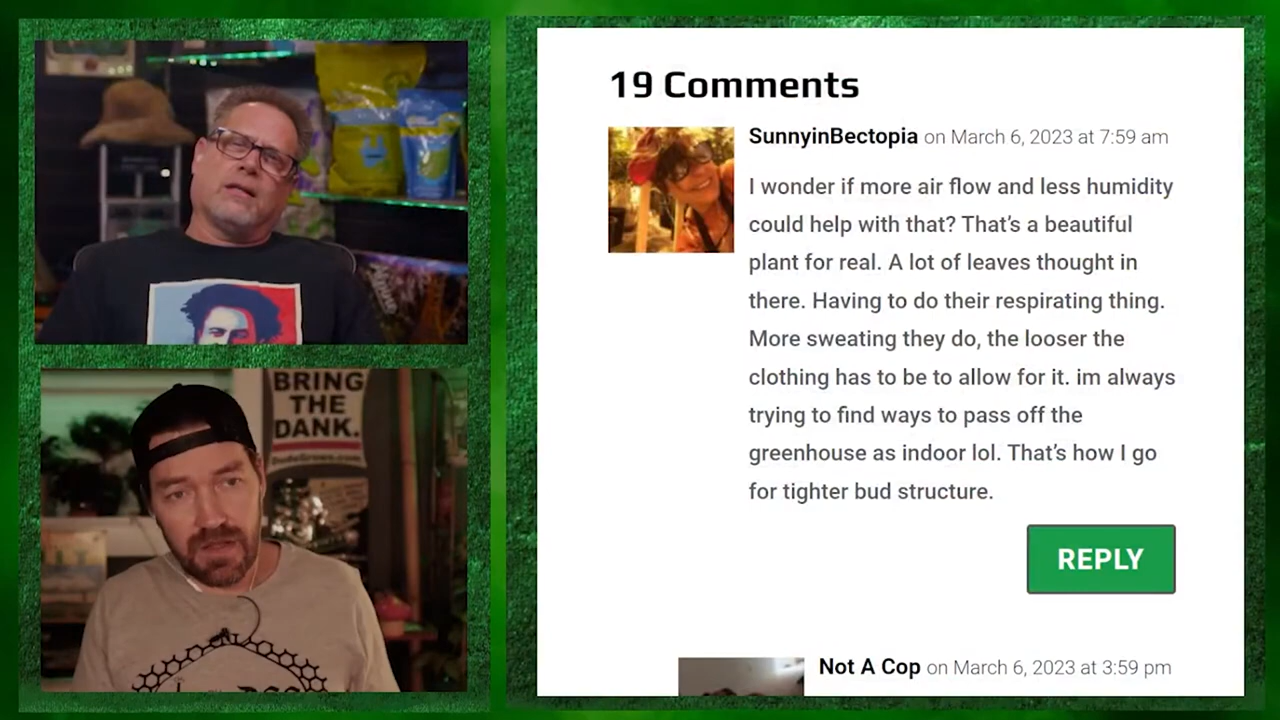 19 Comments
SunnyinBectopia on March 6, 2023 at 7:59 am
I wonder if more air flow and less humidity
could help with that? That's a beautiful
plant for real. A lot of leaves thought in
there. Having to do their respirating thing.
More sweating they do, the looser the
clothing has to be to allow for it. im always
trying to find ways to pass off the
greenhouse as indoor lol. That's how I go
for tighter bud structure.
REPLY
Not A Cop on March 6, 2023 at 3:59 pm
BRING
THE
DANK.
DudeGrows.com